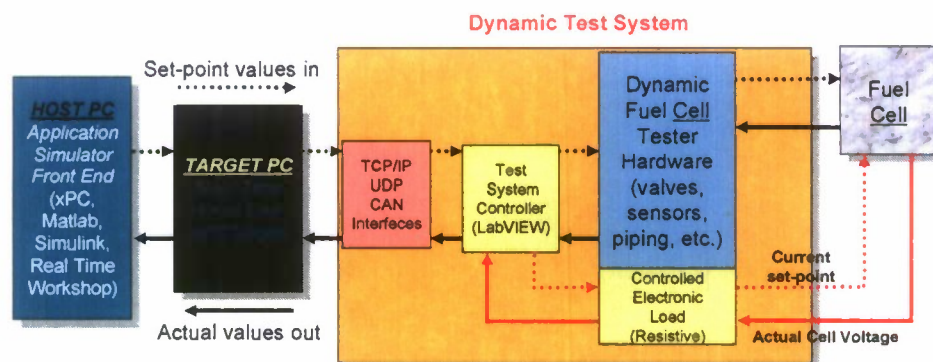 Dynamic Test System
Set-point values in
HOST PC
Application
Simulator
Front End
(xPC,
Matlab,
Simulink,
Real Time
Workshop)
TARGET PC
TCP/IP
UDP
CAN
Interfeces
Test
System
Controller
(LabVIEW)
Dynamic
Fuel Cell
Tester
Hardware
(valves,
sensors,
piping, etc.)
Controlled
Electronic
Load
(Resistive)
Fuel
Cell
Current
set-point
Actual Cell Voltage
Actual values out